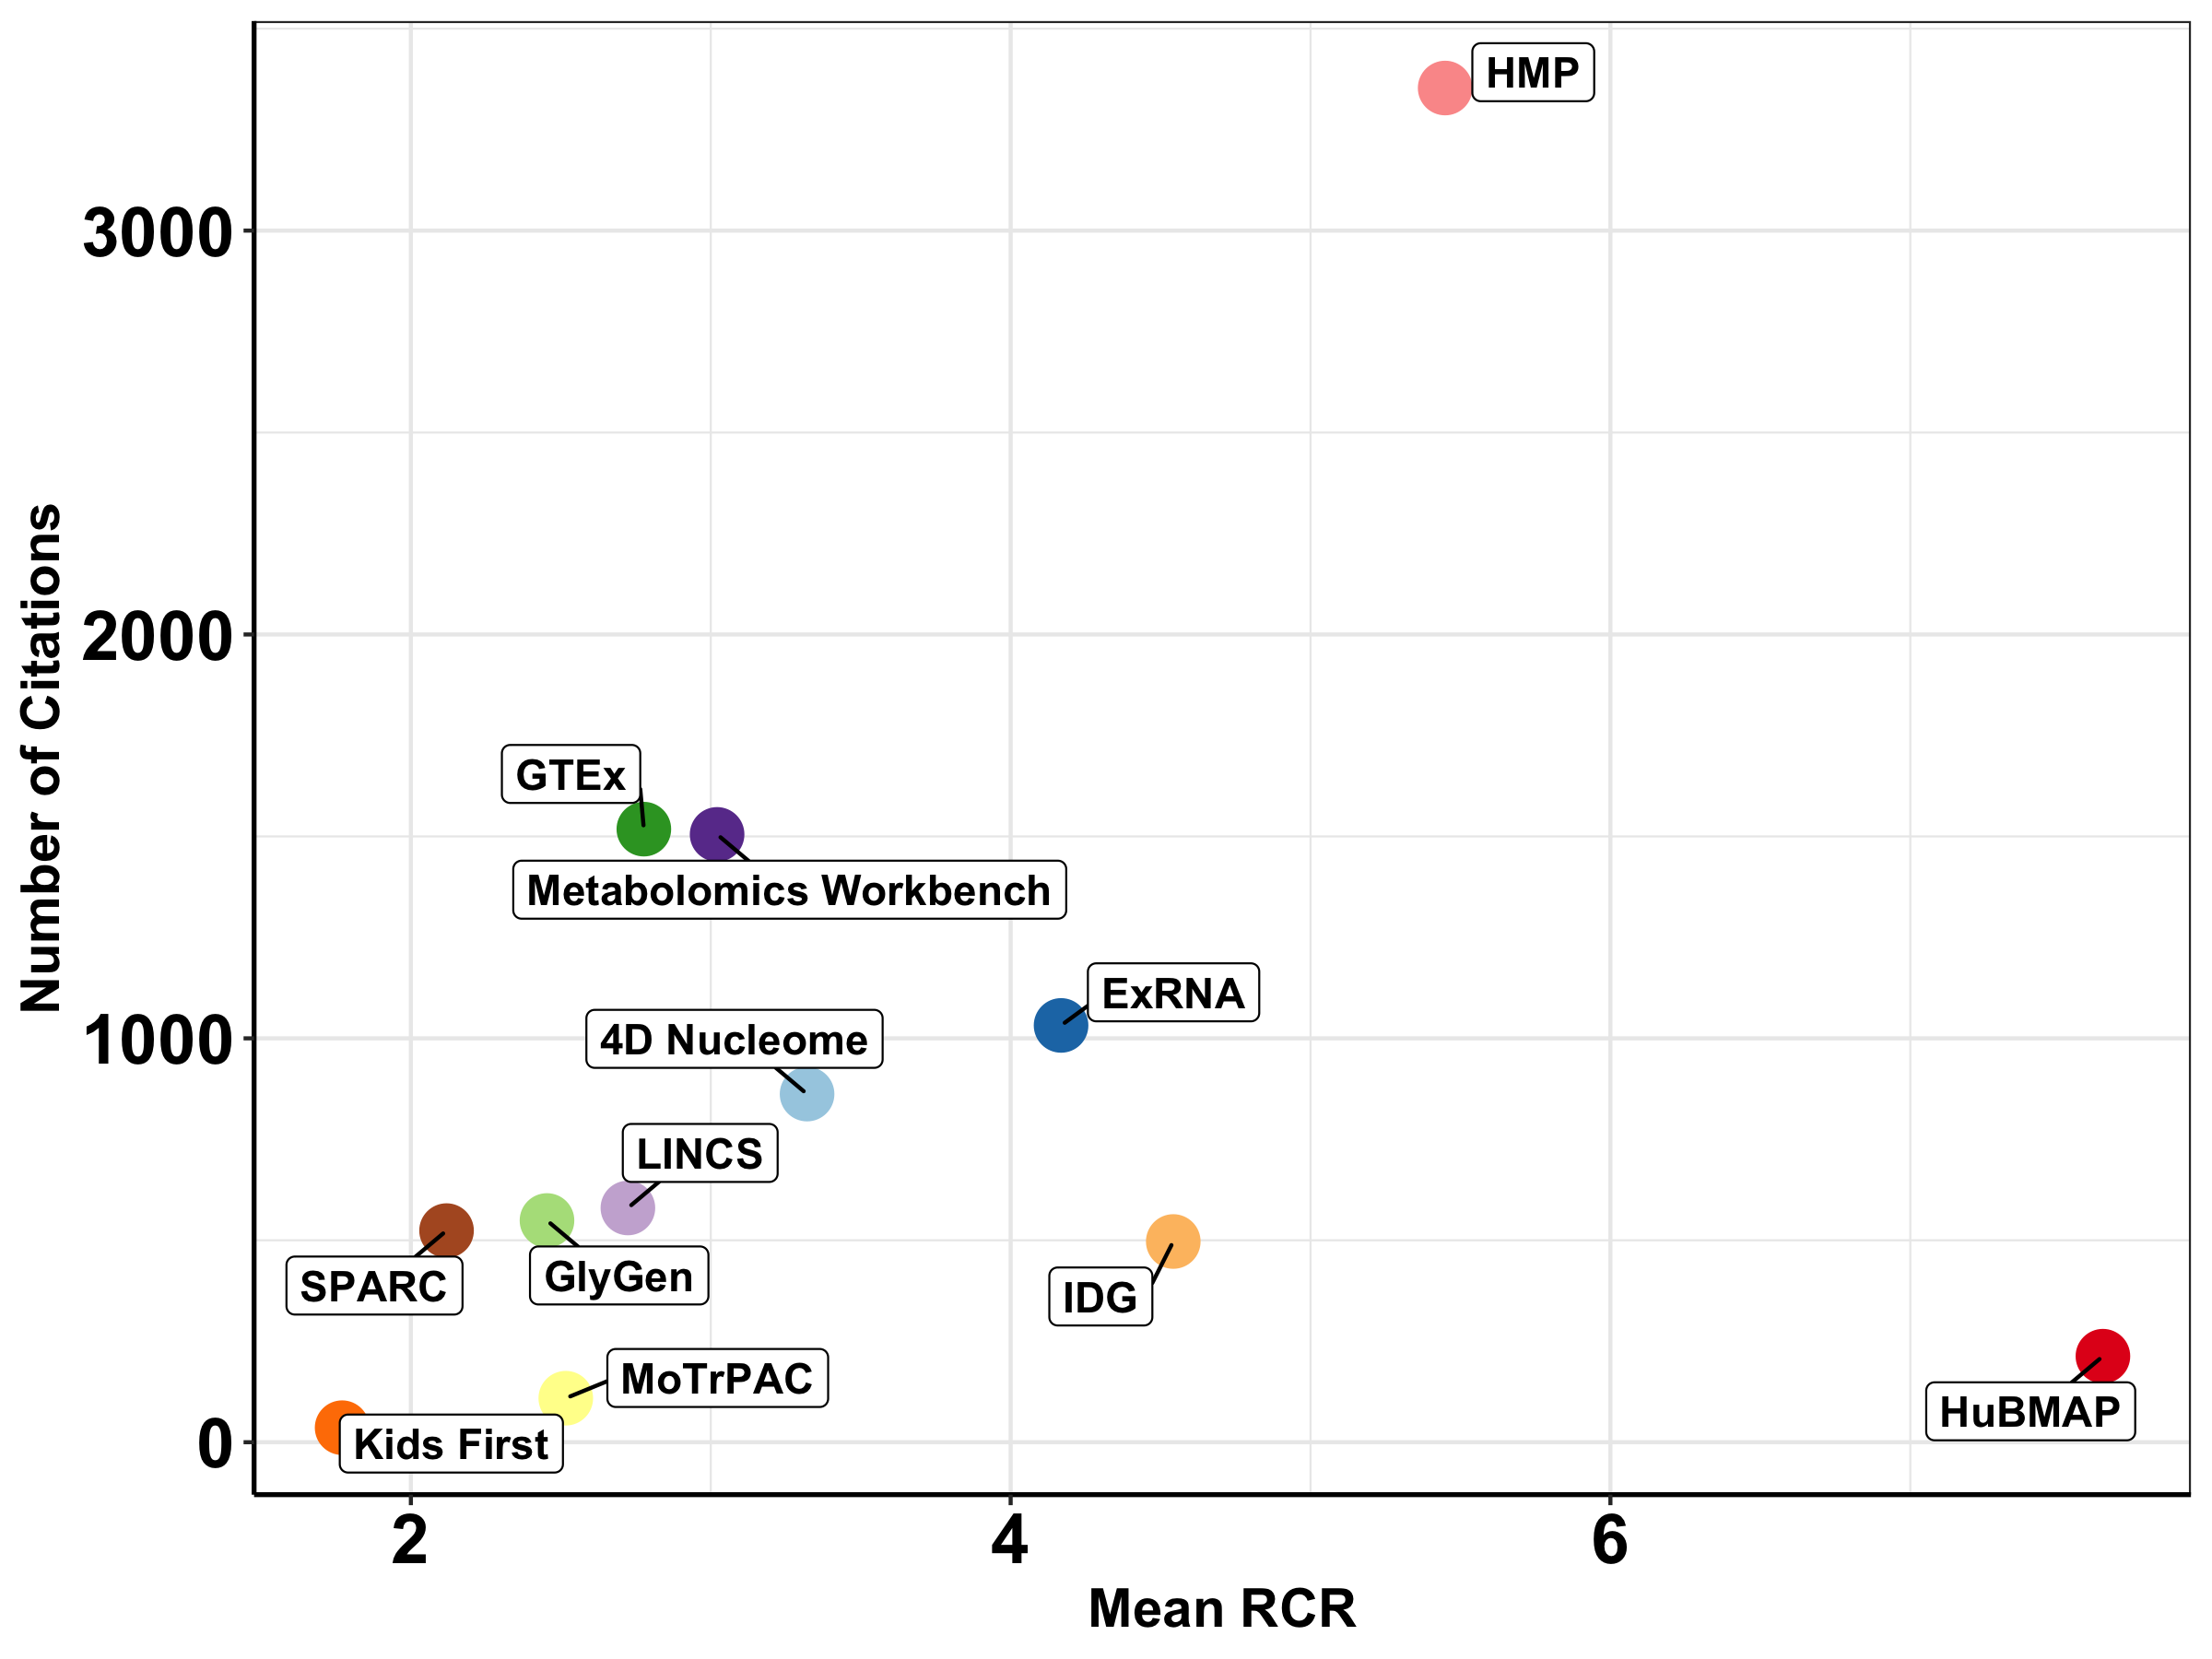 HMP
3000
2000
Number of Citations
GTEx
Metabolomics Workbench
ExRNA
1000
4D Nucleome
LINCS
SPARC
GlyGen
IDG
MoTrPAC
HuBMAP
Kids First
0
2
4
6
Mean RCR